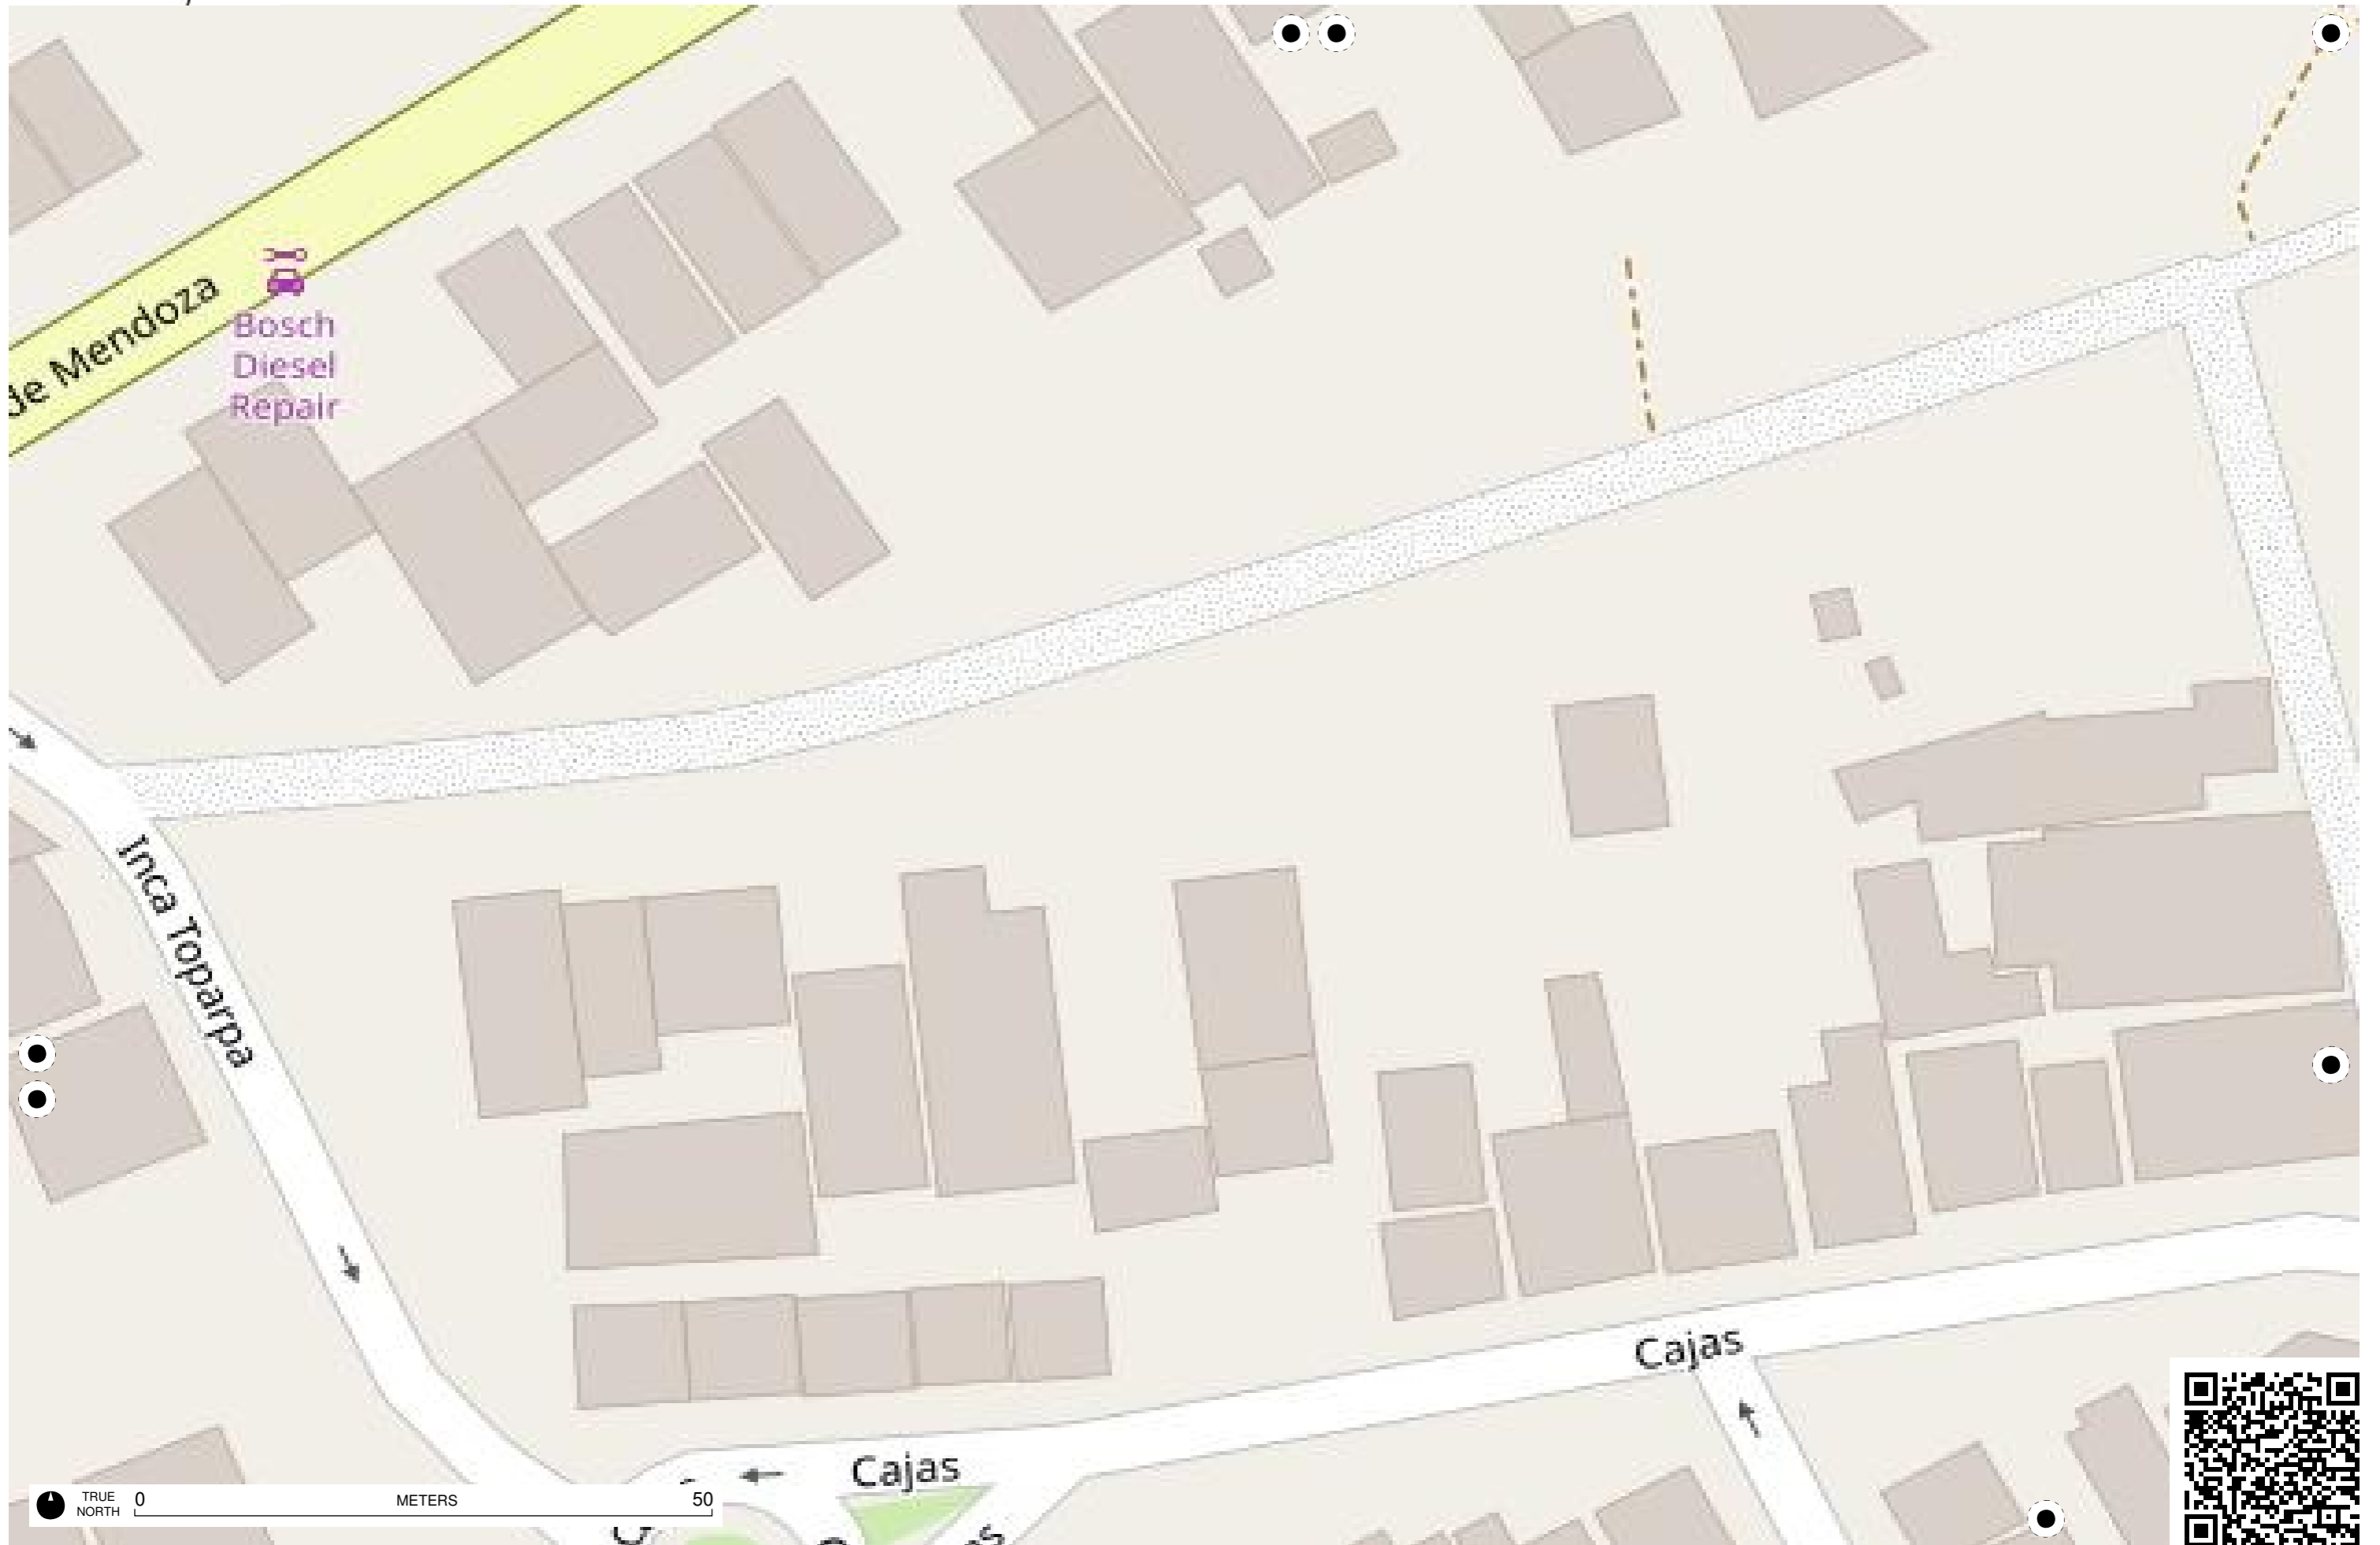 de Mendoza
Bosch
Diesel
Repair
Inca Toparpa
Cajas
Cajas
TRUE
NORTH
0
METERS
50